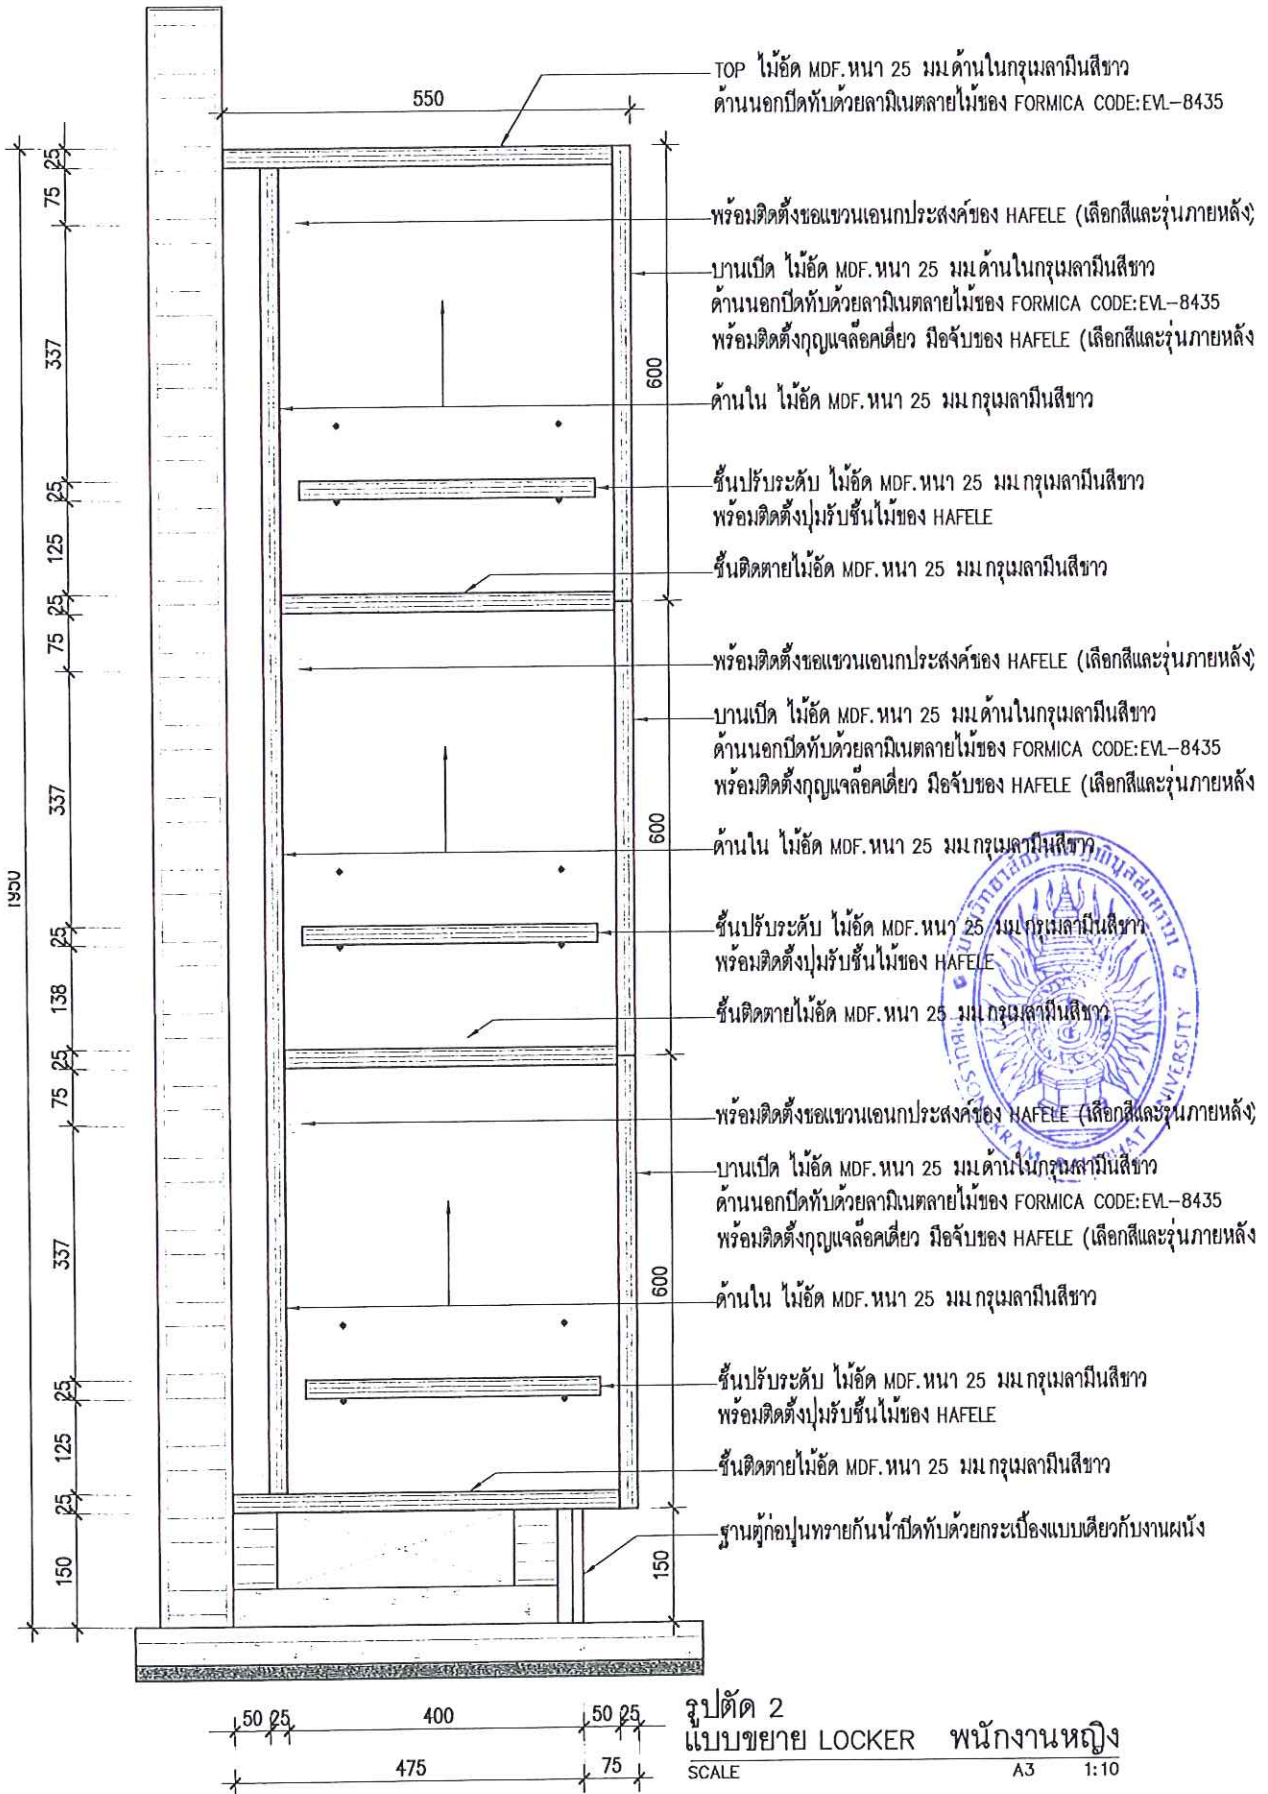 550
TOP ไม้อัด MDF.หนา 25 มม.ด้านในกรุเมลามีนสีขาว
ด้านนอกปิดทับด้วยลามิเนตลายไม้ของ FORMICA CODE:EVL-8435
พร้อมติดตั้งขอแขวนเอนกประสงค์ของ HAFELE (เลือกสีและรุ่นภายหลัง)
บานเปิด ไม้อัด MDF.หนา 25 มม.ด้านในกรุเมลามีนสีขาว
ด้านนอกปิดทับด้วยลามิเนตลายไม้ของ FORMICA CODE:EVL-8435
พร้อมติดตั้งกุญแจล๊อคเดี่ยว มือจับของ HAFELE (เลือกสีและรุ่นภายหลัง
ด้านใน ไม้อัด MDF.หนา 25 มม.กรุเมลามีนสีขาว
ชั้นปรับระดับ ไม้อัด MDF.หนา 25 มม.กรุเมลามีนสีขาว
พร้อมติดตั้งปุ่มรับชั้นไม้ของ HAFELE
ชั้นติดตายไม้อัด MDF.หนา 25 มม.กรุเมลามีนสีขาว
พร้อมติดตั้งขอแขวนเอนกประสงค์ของ HAFELE (เลือกสีและรุ่นภายหลัง)
บานเปิด ไม้อัด MDF.หนา 25 มม.ด้านในกรุเมลามีนสีขาว
ด้านนอกปิดทับด้วยลามิเนตลายไม้ของ FORMICA CODE:EVL-8435
พร้อมติดตั้งกุญแจล๊อคเดี่ยว มือจับของ HAFELE (เลือกสีและรุ่นภายหลัง
ด้านใน ไม้อัด MDF.หนา 25 มม.กรุเมลามีนสีขาว
ชั้นปรับระดับ ไม้อัด MDF.หนา 25 มม.กรุเมลามีนสีขาว
พร้อมติดตั้งปุ่มรับชั้นไม้ของ HAFELE
ชั้นติดตายไม้อัด MDF.หนา 25 มม.กรุเมลามีนสีขาว
พร้อมติดตั้งขอแขวนเอนกประสงค์ของ HAFELE (เลือกสีและรุ่นภายหลัง)
บานเปิด ไม้อัด MDF.หนา 25 มม.ด้านในกรุเมลามีนสีขาว
ด้านนอกปิดทับด้วยลามิเนตลายไม้ของ FORMICA CODE:EVL-8435
พร้อมติดตั้งกุญแจล๊อคเดี่ยว มือจับของ HAFELE (เลือกสีและรุ่นภายหลัง
ด้านใน ไม้อัด MDF.หนา 25 มม.กรุเมลามีนสีขาว
ชั้นปรับระดับ ไม้อัด MDF.หนา 25 มม.กรุเมลามีนสีขาว
พร้อมติดตั้งปุ่มรับชั้นไม้ของ HAFELE
ชั้นติดตายไม้อัด MDF.หนา 25 มม.กรุเมลามีนสีขาว
ฐานตู้ก่อปูนทรายกันน้ำปิดทับด้วยกระเบื้องแบบเดียวกับงานผนัง
1950
25
75
337
25
125
25
75
337
25
138
25
75
337
25
125
25
150
600
600
600
150
50 25 400 50 25
475 75
รูปตัด 2
แบบขยาย LOCKER พนักงานหญิง
SCALE A3 1:10